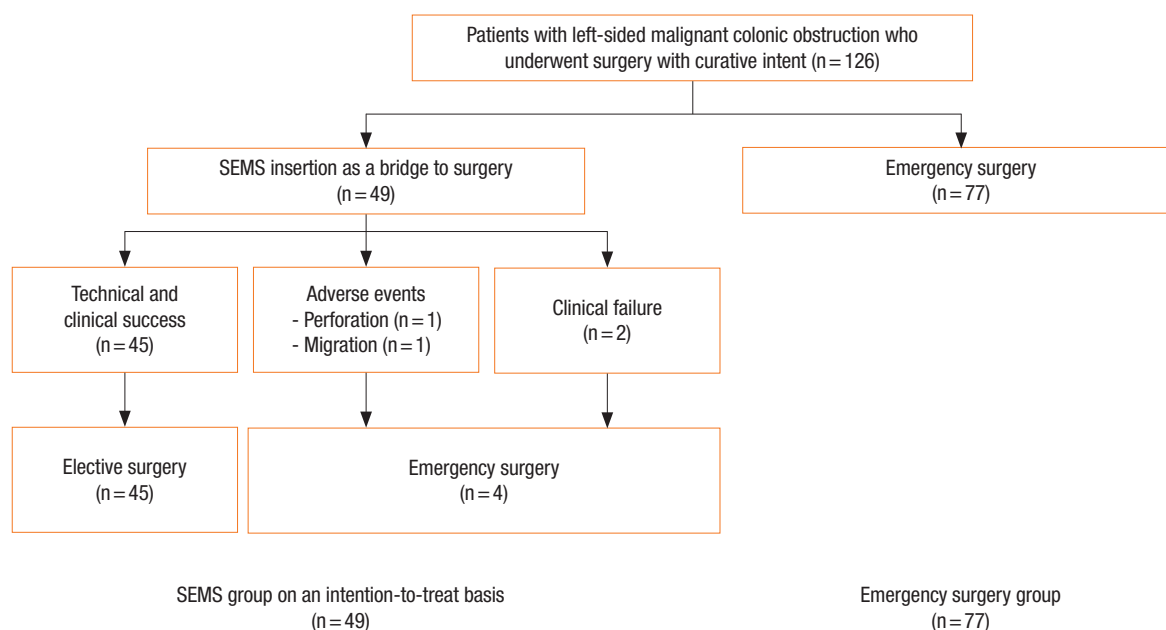 Patients with left-sided malignant colonic obstruction who
underwent surgery with curative intent (n = 126)
SEMS insertion as a bridge to surgery
(n = 49)
Emergency surgery
(n = 77)
Technical and
clinical success
(n = 45)
Adverse events
- Perforation (n = 1)
- Migration (n = 1)
Clinical failure
(n = 2)
Elective surgery
(n = 45)
Emergency surgery
(n = 4)
SEMS group on an intention-to-treat basis
(n = 49)
Emergency surgery group
(n = 77)